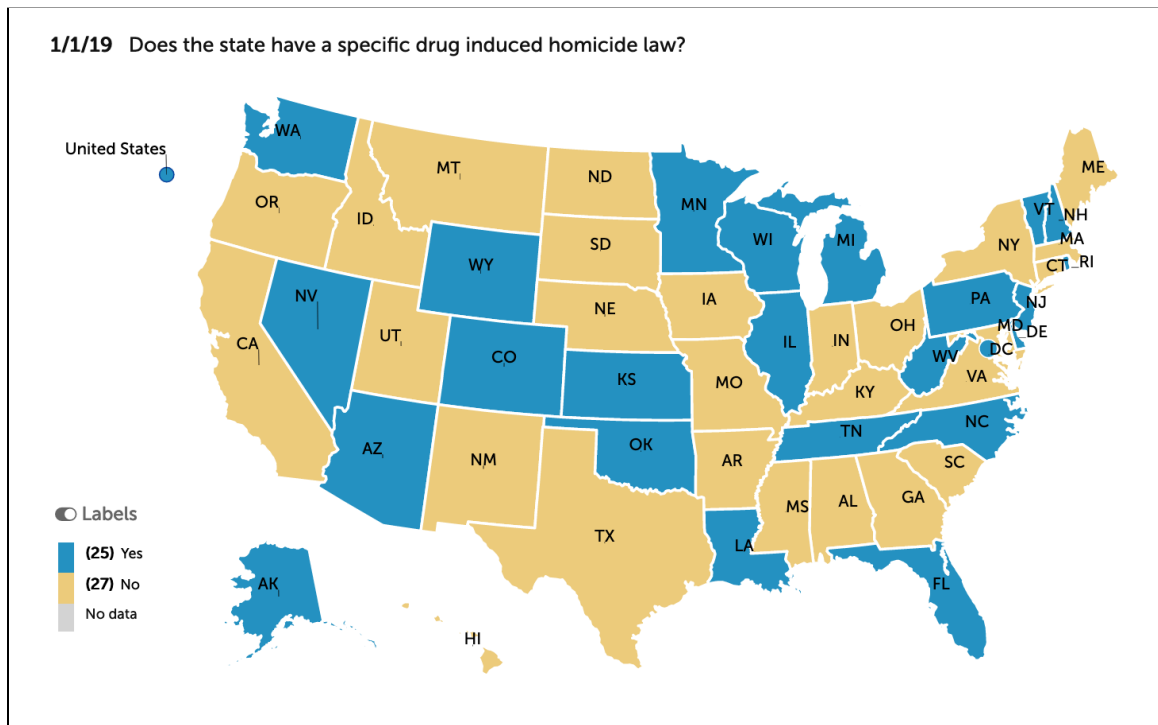 1/1/19 Does the state have a specific drug induced homicide law?
WA
United States
MT
ND
MN
ME
OR
ID
VT
NH
SD
WI
MI
NY
MA
WY
CT
RI
NV
IA
PA
NJ
NE
UT
OH
MD
DE
CA
CO
IL
IN
DC
WV
KS
MO
VA
KY
NC
TN
AZ
OK
NM
AR
SC
MS
AL
GA
Labels
TX
LA
(25) Yes
(27) No
AK
FL
No data
HI